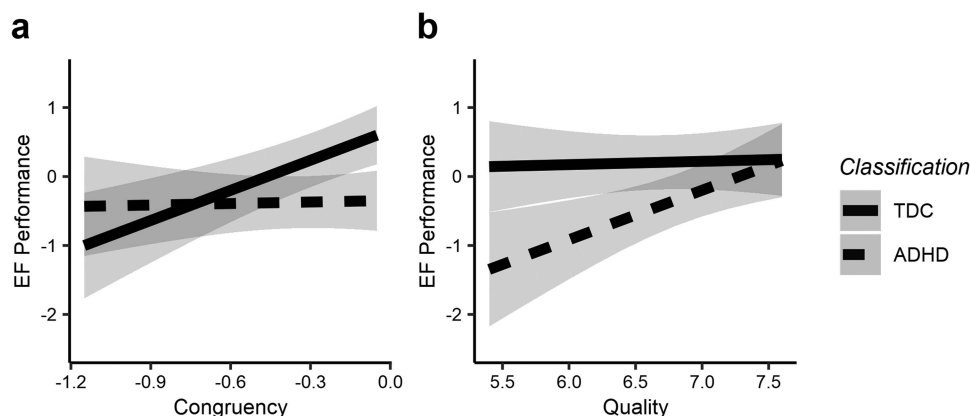 a
EF Performance
1
0
-1
-2
-1.2 -0.9 -0.6 -0.3 0.0
Congruency
b
EF Performance
1
0
-1
-2
5.5 6.0 6.5 7.0 7.5
Quality
Classification
TDC
ADHD